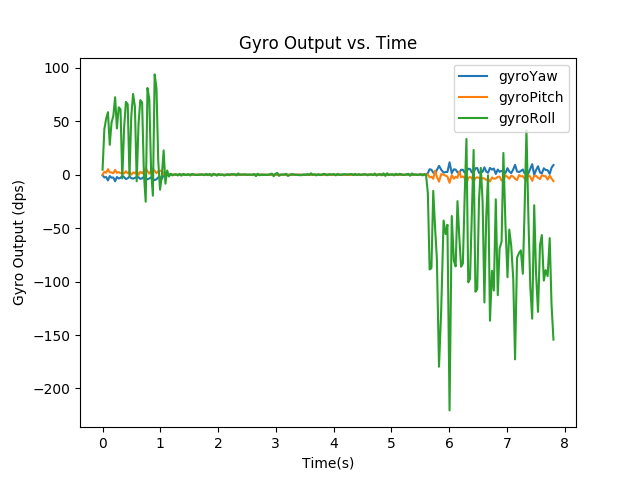 Gyro Output vs. Time
gyroYaw
gyroPitch
gyroRoll
100
50
0
−50
−100
−150
−200
Gyro Output (dps)
0 1 2 3 4 5 6 7 8
Time(s)